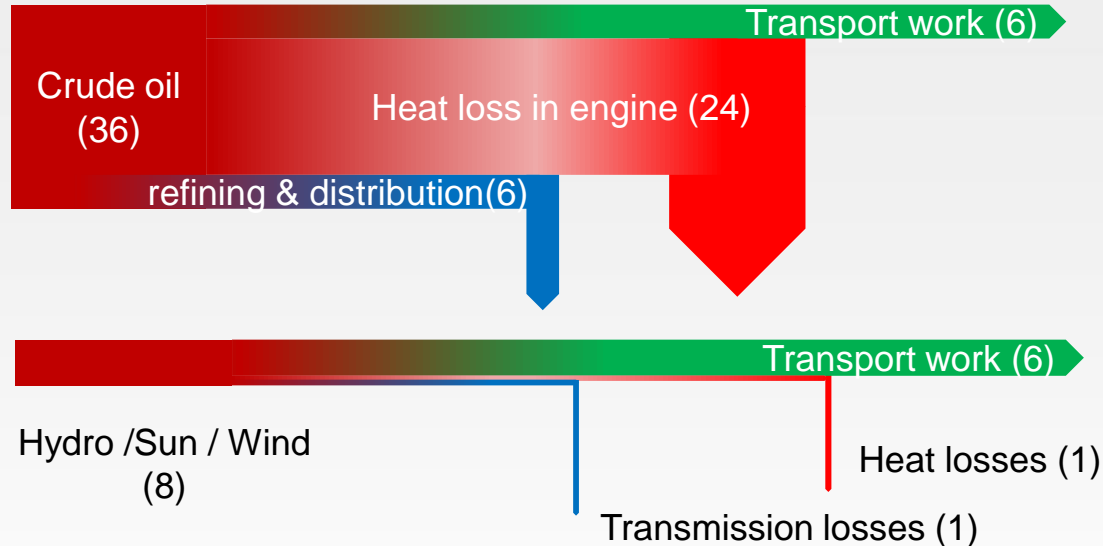 Transport work (6)
Crude oil
(36)
Heat loss in engine (24)
refining & distribution(6)
Transport work (6)
Hydro /Sun / Wind
(8)
Heat losses (1)
Transmission losses (1)